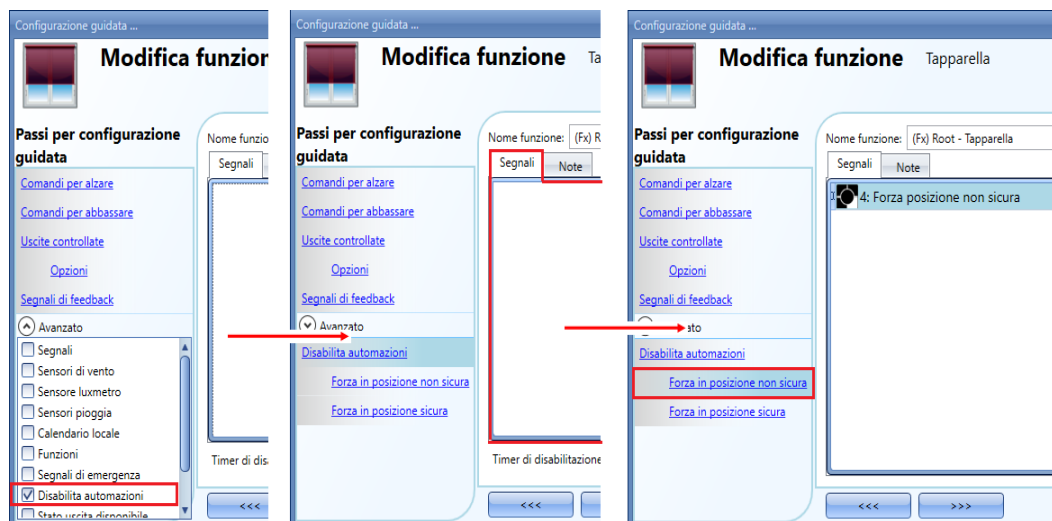 Configurazione guidata ...
Modifica funzion
Passi per configurazione
guidata
Nome funzio
Segnali
Comandi per alzare
Comandi per abbassare
Uscite controllate
Opzioni
Segnali di feedback
Avanzato
Segnali
Sensori di vento
Sensore luxmetro
Sensori pioggia
Calendario locale
Funzioni
Segnali di emergenza
Disabilita automazioni
Stato uscita disponibile
Timer di dis
<<<
Configurazione guidata ...
Modifica funzione Ta
Passi per configurazione
guidata
Nome funzione: (Fx) R
Segnali Note
Comandi per alzare
Comandi per abbassare
Uscite controllate
Opzioni
Segnali di feedback
Avanzato
Disabilita automazioni
Forza in posizione non sicura
Forza in posizione sicura
Timer di disabilitazione
<<<
Configurazione guidata ...
Modifica funzione Tapparella
Passi per configurazione
guidata
Nome funzione: (Fx) Root - Tapparella
Segnali Note
4: Forza posizione non sicura
Comandi per alzare
Comandi per abbassare
Uscite controllate
Opzioni
Segnali di feedback
ato
Disabilita automazioni
Forza in posizione non sicura
Forza in posizione sicura
<<< >>>